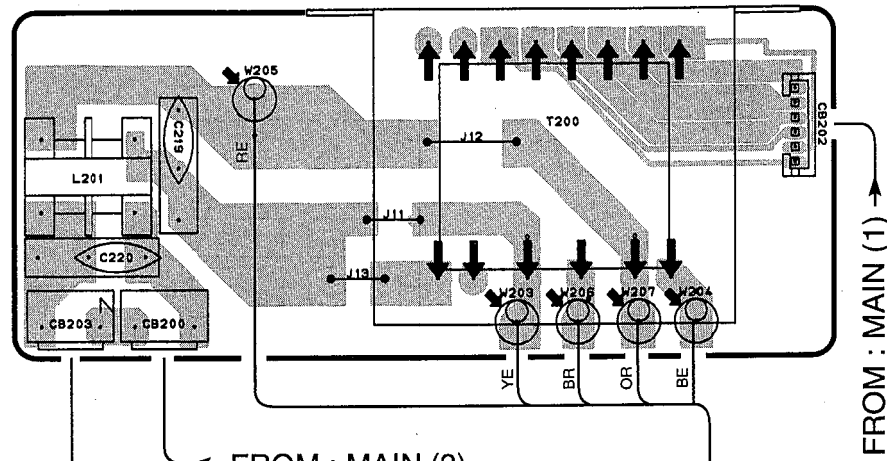 W205
CB202
C219
RE
J12
T200
L201
J11
C220
J13
W203
W206
W207
W204
CB203
CB200
YE
BR
OR
BE
FROM : MAIN (1)
FROM : MAIN (2)